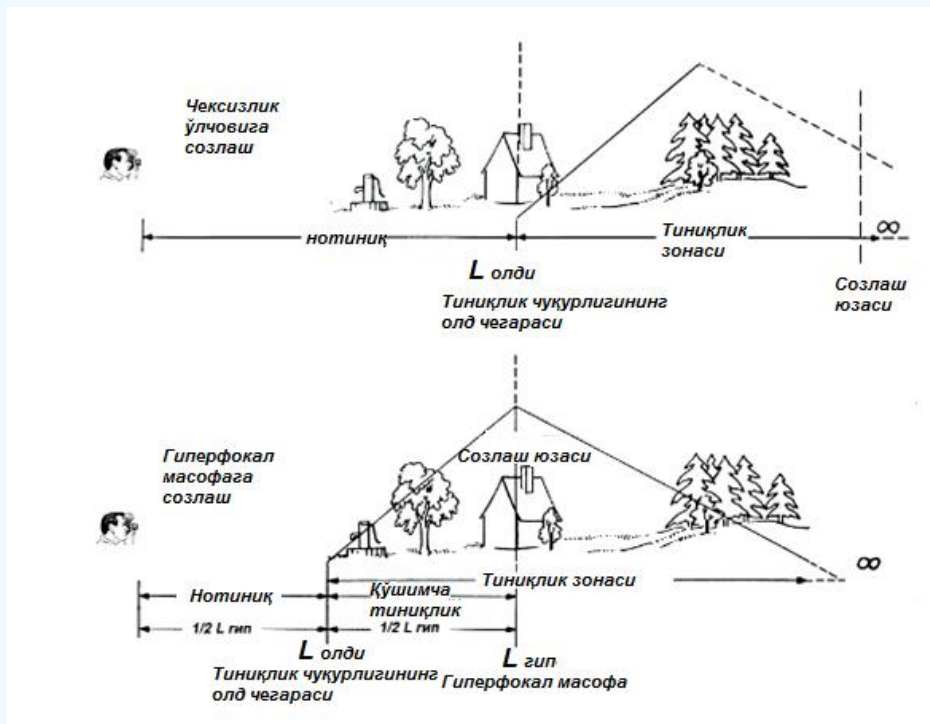 Чексизлик
ўлчовига
созлаш
нотиниқ
Тиниқлик
зонаси
∞
L олди
Тиниқлик чуқурлигининг
олд чегараси
Созлаш
юзаси
Гиперфокал
масофага
созлаш
Созлаш юзаси
∞
Тиниқлик зонаси
Нотиниқ
Қўшимча
тиниқлик
1/2 L гип
1/2 L гип
L олди
Тиниқлик чуқурлигининг
олд чегараси
L гип
Гиперфокал масофа